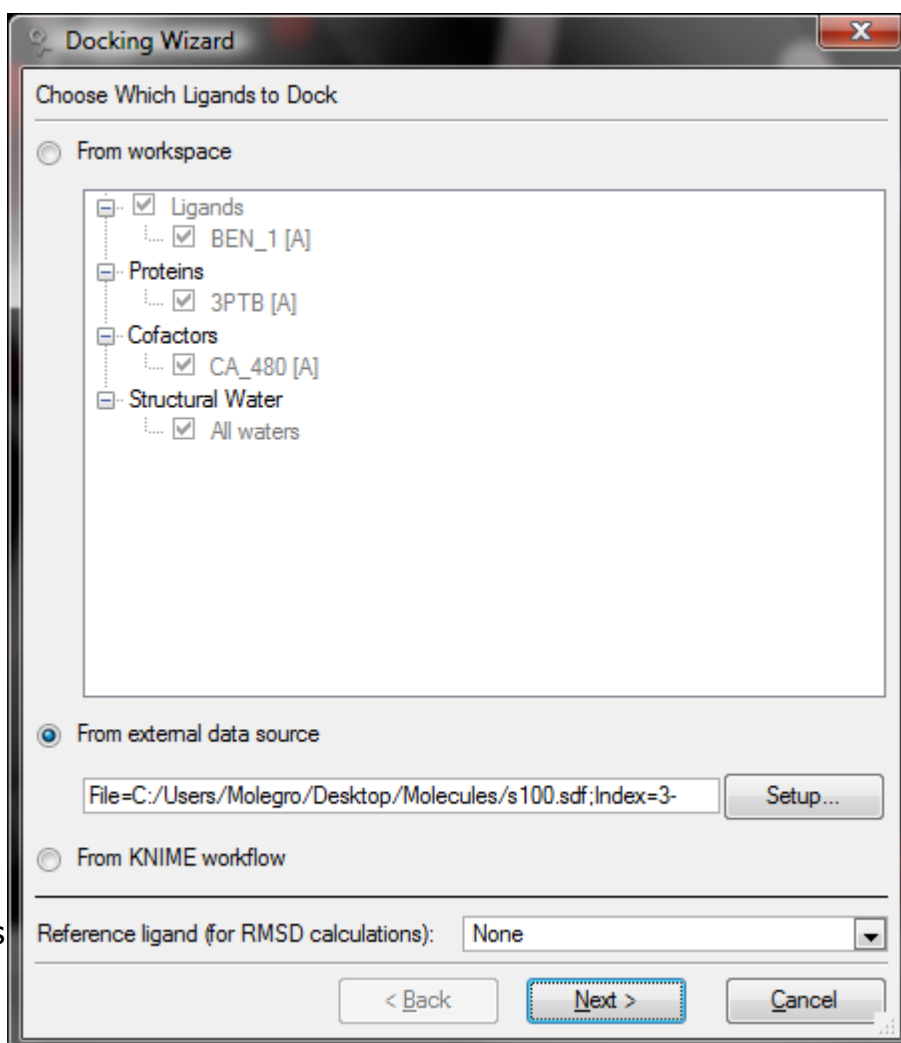 Docking Wizard
Choose Which Ligands to Dock
From workspace
Ligands
BEN_1 [A]
Proteins
3PTB [A]
Cofactors
CA_480 [A]
Structural Water
All waters
From external data source
File=C:/Users/Molegro/Desktop/Molecules/s100.sdf;Index=3-
Setup...
From KNIME workflow
s
Reference ligand (for RMSD calculations): None
< Back Next > Cancel